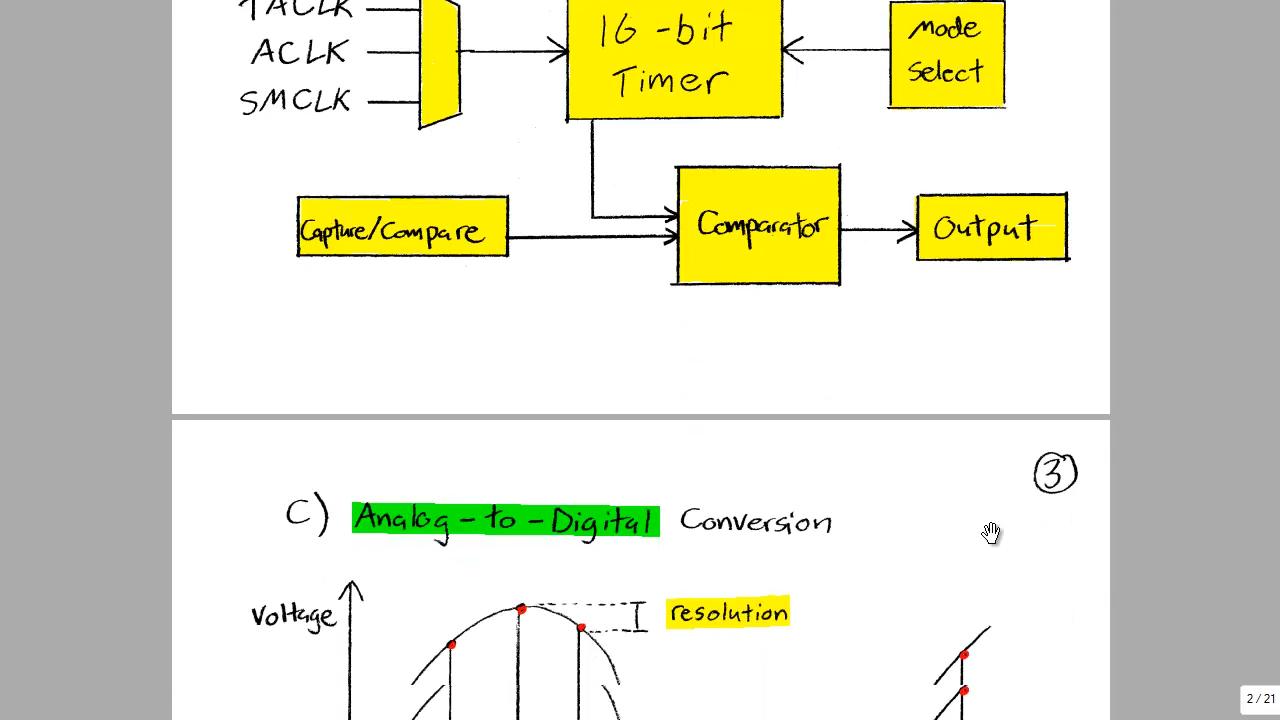 TACLK
ACLK
SMCLK
16-bit
Timer
Mode
Select
Capture/Compare
Comparator
Output
3
C) Analog-to-Digital Conversion
Voltage
resolution
2 / 21